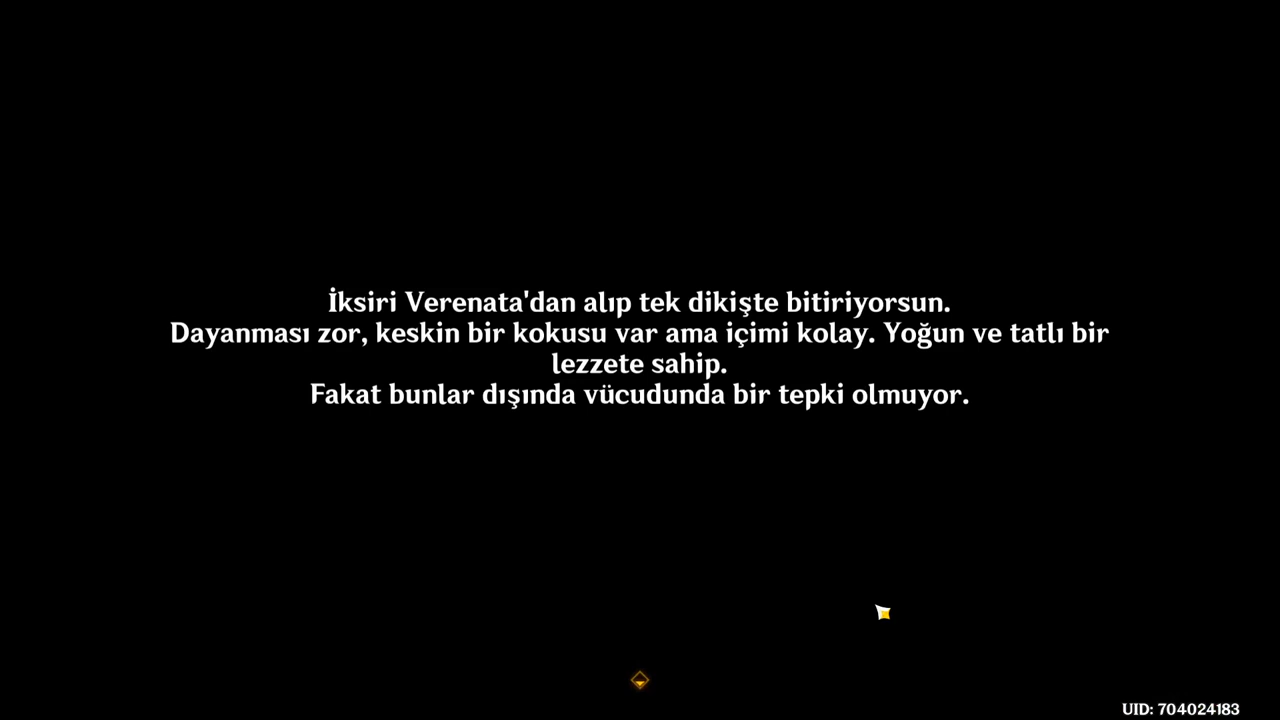 İksiri Verenata'dan alıp tek dikişte bitiriyorsun.
Dayanması zor, keskin bir kokusu var ama içimi kolay. Yoğun ve tatlı bir
lezzete sahip.
Fakat bunlar dışında vücudunda bir tepki olmuyor.
UID: 704024183